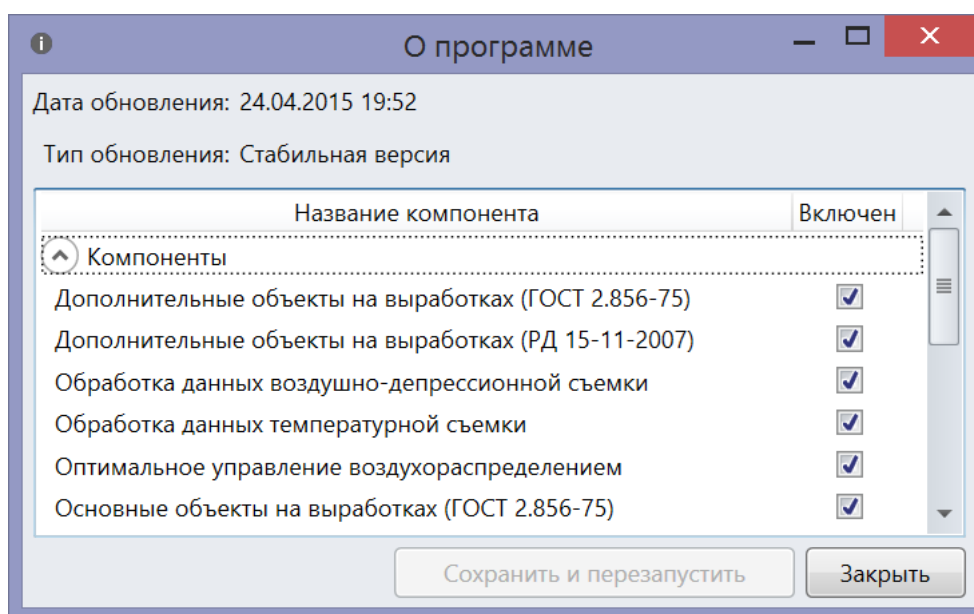 О программе
Дата обновления: 24.04.2015 19:52
Тип обновления: Стабильная версия
Название компонента Включен
Компоненты
Дополнительные объекты на выработках (ГОСТ 2.856-75)
Дополнительные объекты на выработках (РД 15-11-2007)
Обработка данных воздушно-депрессионной съемки
Обработка данных температурной съемки
Оптимальное управление воздухораспределением
Основные объекты на выработках (ГОСТ 2.856-75)
Сохранить и перезапустить Закрыть